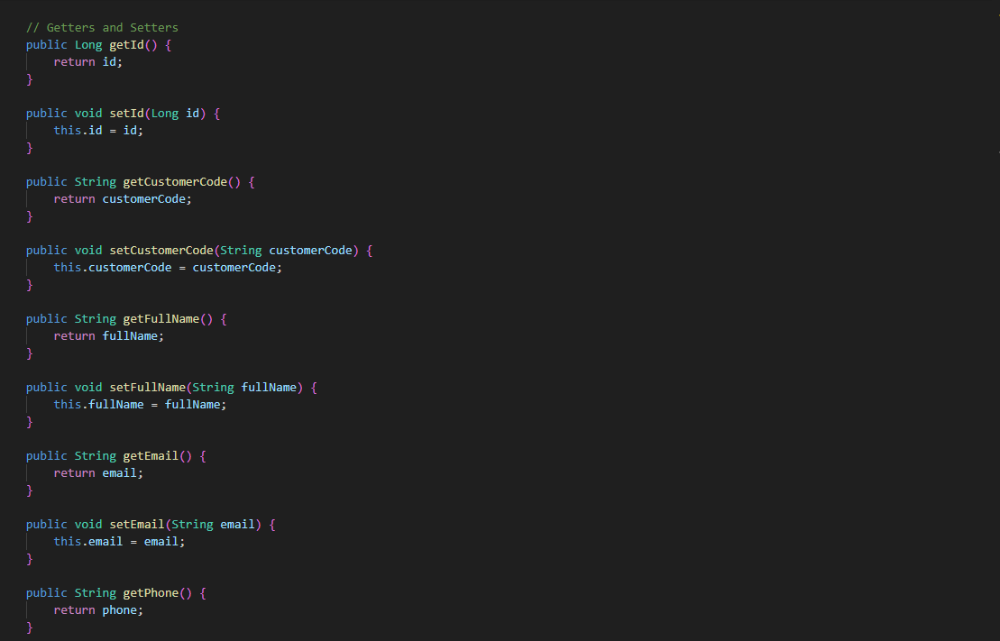 // Getters and Setters
public Long getId() {
    return id;
}

public void setId(Long id) {
    this.id = id;
}

public String getCustomerCode() {
    return customerCode;
}

public void setCustomerCode(String customerCode) {
    this.customerCode = customerCode;
}

public String getFullName() {
    return fullName;
}

public void setFullName(String fullName) {
    this.fullName = fullName;
}

public String getEmail() {
    return email;
}

public void setEmail(String email) {
    this.email = email;
}

public String getPhone() {
    return phone;
}